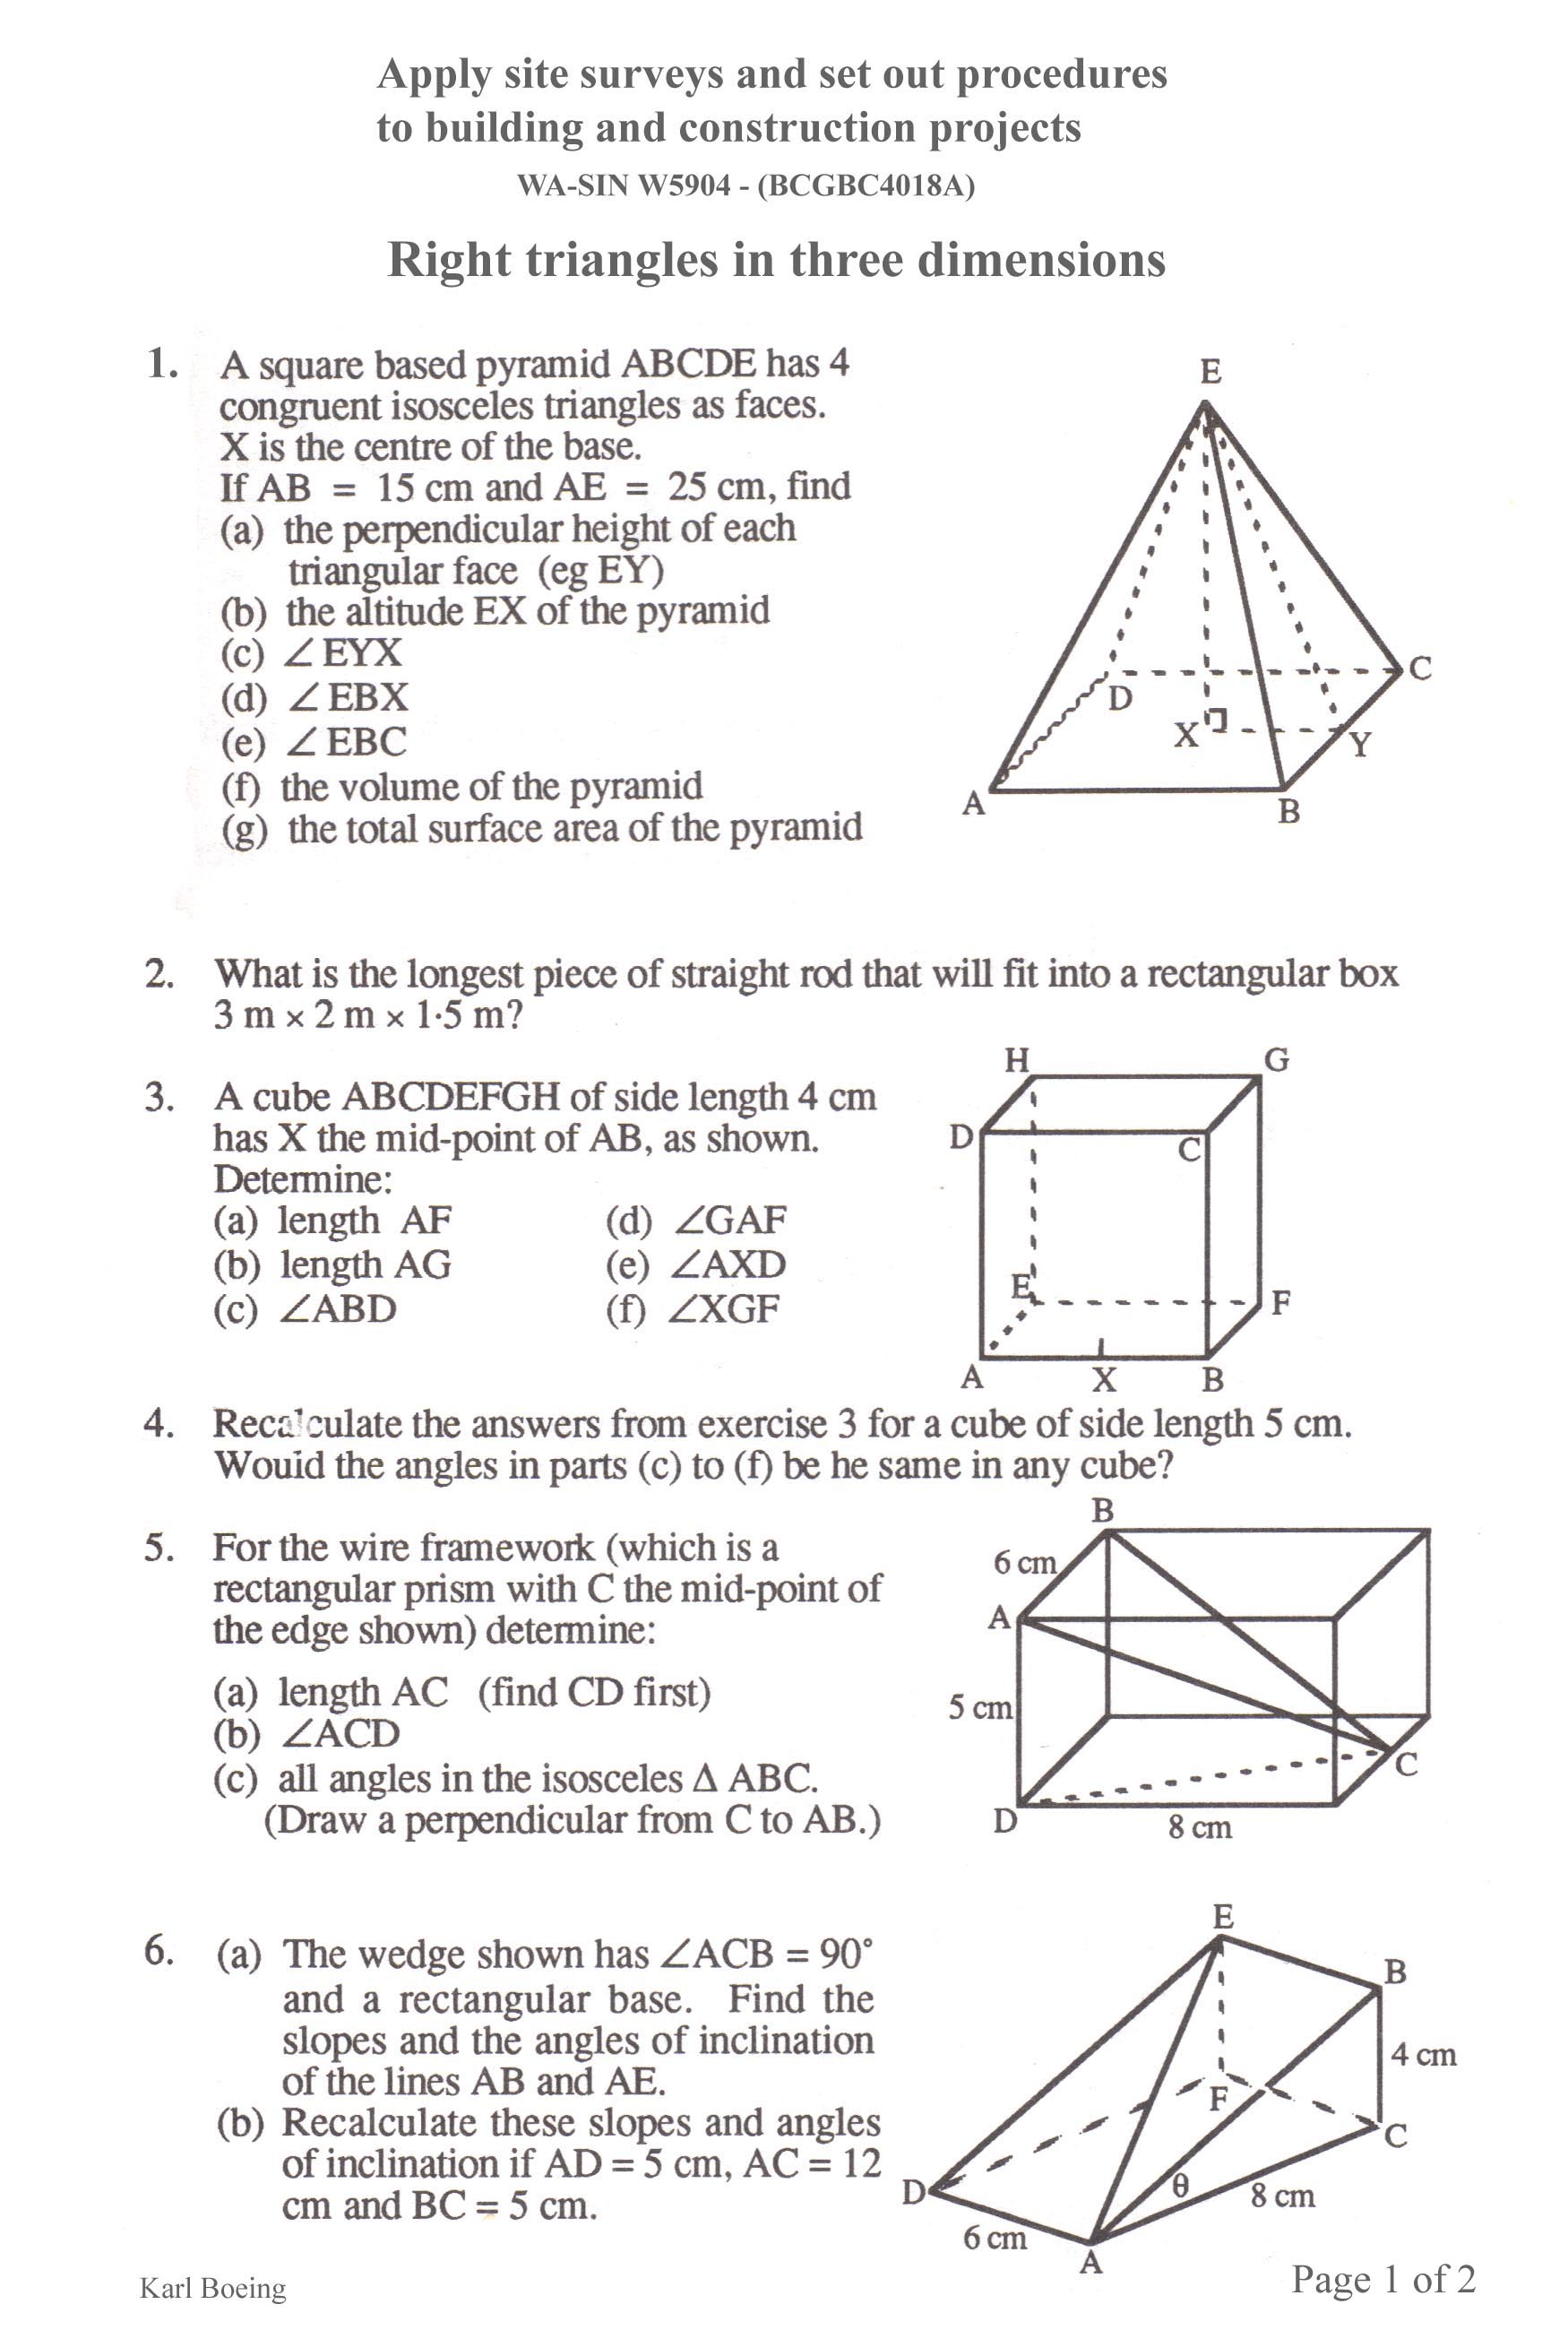 Apply site surveys and set out procedures
to building and construction projects
WA-SIN W5904 - (BCGBC4018A)
Right triangles in three dimensions
1. A square based pyramid ABCDE has 4
congruent isosceles triangles as faces.
X is the centre of the base.
If AB = 15 cm and AE = 25 cm, find
(a) the perpendicular height of each
triangular face (eg EY)
(b) the altitude EX of the pyramid
(c) ∠EYX
(d) ∠EBX
(e) ∠EBC
(f) the volume of the pyramid
(g) the total surface area of the pyramid
E
D
C
X
Y
A
B
2. What is the longest piece of straight rod that will fit into a rectangular box
3 m × 2 m × 1·5 m?
3. A cube ABCDEFGH of side length 4 cm
has X the mid-point of AB, as shown.
Determine:
(a) length AF (d) ∠GAF
(b) length AG (e) ∠AXD
(c) ∠ABD (f) ∠XGF
H
G
D
C
E
F
A
X
B
4. Recalculate the answers from exercise 3 for a cube of side length 5 cm.
Would the angles in parts (c) to (f) be he same in any cube?
5. For the wire framework (which is a
rectangular prism with C the mid-point of
the edge shown) determine:
(a) length AC (find CD first)
(b) ∠ACD
(c) all angles in the isosceles Δ ABC.
(Draw a perpendicular from C to AB.)
B
6 cm
A
5 cm
C
D
8 cm
6. (a) The wedge shown has ∠ACB = 90°
and a rectangular base. Find the
slopes and the angles of inclination
of the lines AB and AE.
(b) Recalculate these slopes and angles
of inclination if AD = 5 cm, AC = 12
cm and BC = 5 cm.
E
B
4 cm
F
C
D
θ
8 cm
6 cm
A
Karl Boeing
Page 1 of 2